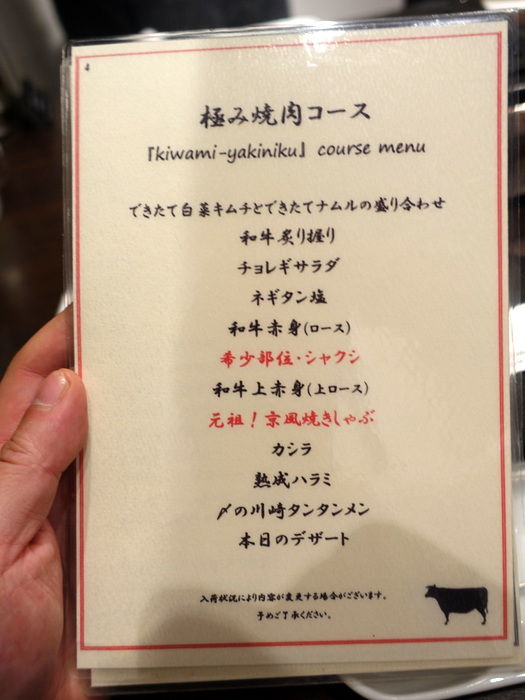 4
極み焼肉コース
『kiwami-yakiniku』 course menu
できたて白菜キムチとできたてナムルの盛り合わせ
和牛炙り握り
チョレギサラダ
ネギタン塩
和牛赤身(ロース)
希少部位・シャクシ
和牛上赤身(上ロース)
元祖！京風焼きしゃぶ
カシラ
熟成ハラミ
〆の川崎タンタンメン
本日のデザート
入荷状況により内容が変更する場合がございます。
予めご了承ください。